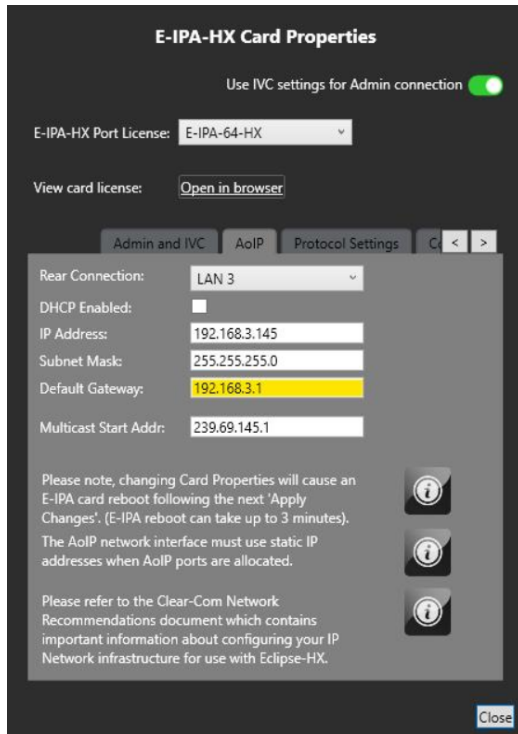 E-IPA-HX Card Properties
Use IVC settings for Admin connection
E-IPA-HX Port License: E-IPA-64-HX
View card license: Open in browser
Admin and IVC AoIP Protocol Settings < >
Rear Connection: LAN 3
DHCP Enabled:
IP Address: 192.168.3.145
Subnet Mask: 255.255.255.0
Default Gateway: 192.168.3.1
Multicast Start Addr: 239.69.145.1
Please note, changing Card Properties will cause an
E-IPA card reboot following the next 'Apply
Changes'. (E-IPA reboot can take up to 3 minutes).
The AoIP network interface must use static IP
addresses when AoIP ports are allocated.
Please refer to the Clear-Com Network
Recommendations document which contains
important information about configuring your IP
Network infrastructure for use with Eclipse-HX.
Close